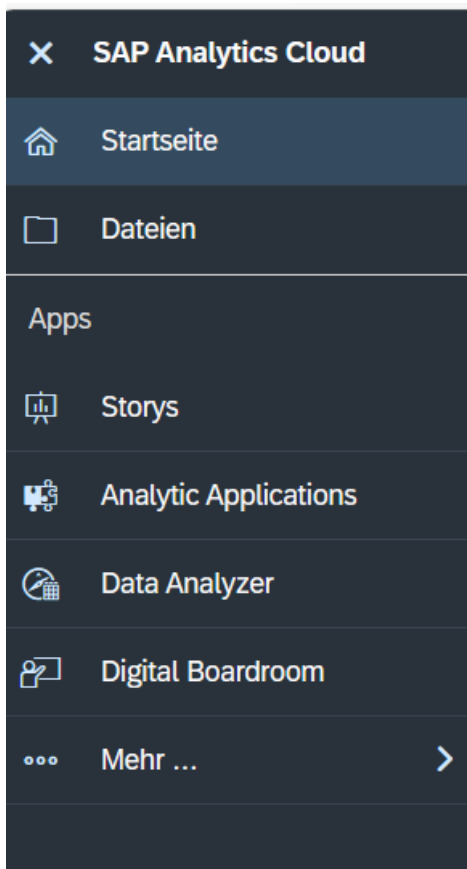 SAP Analytics Cloud
Startseite
Dateien
Apps
Storys
Analytic Applications
Data Analyzer
Digital Boardroom
Mehr ...